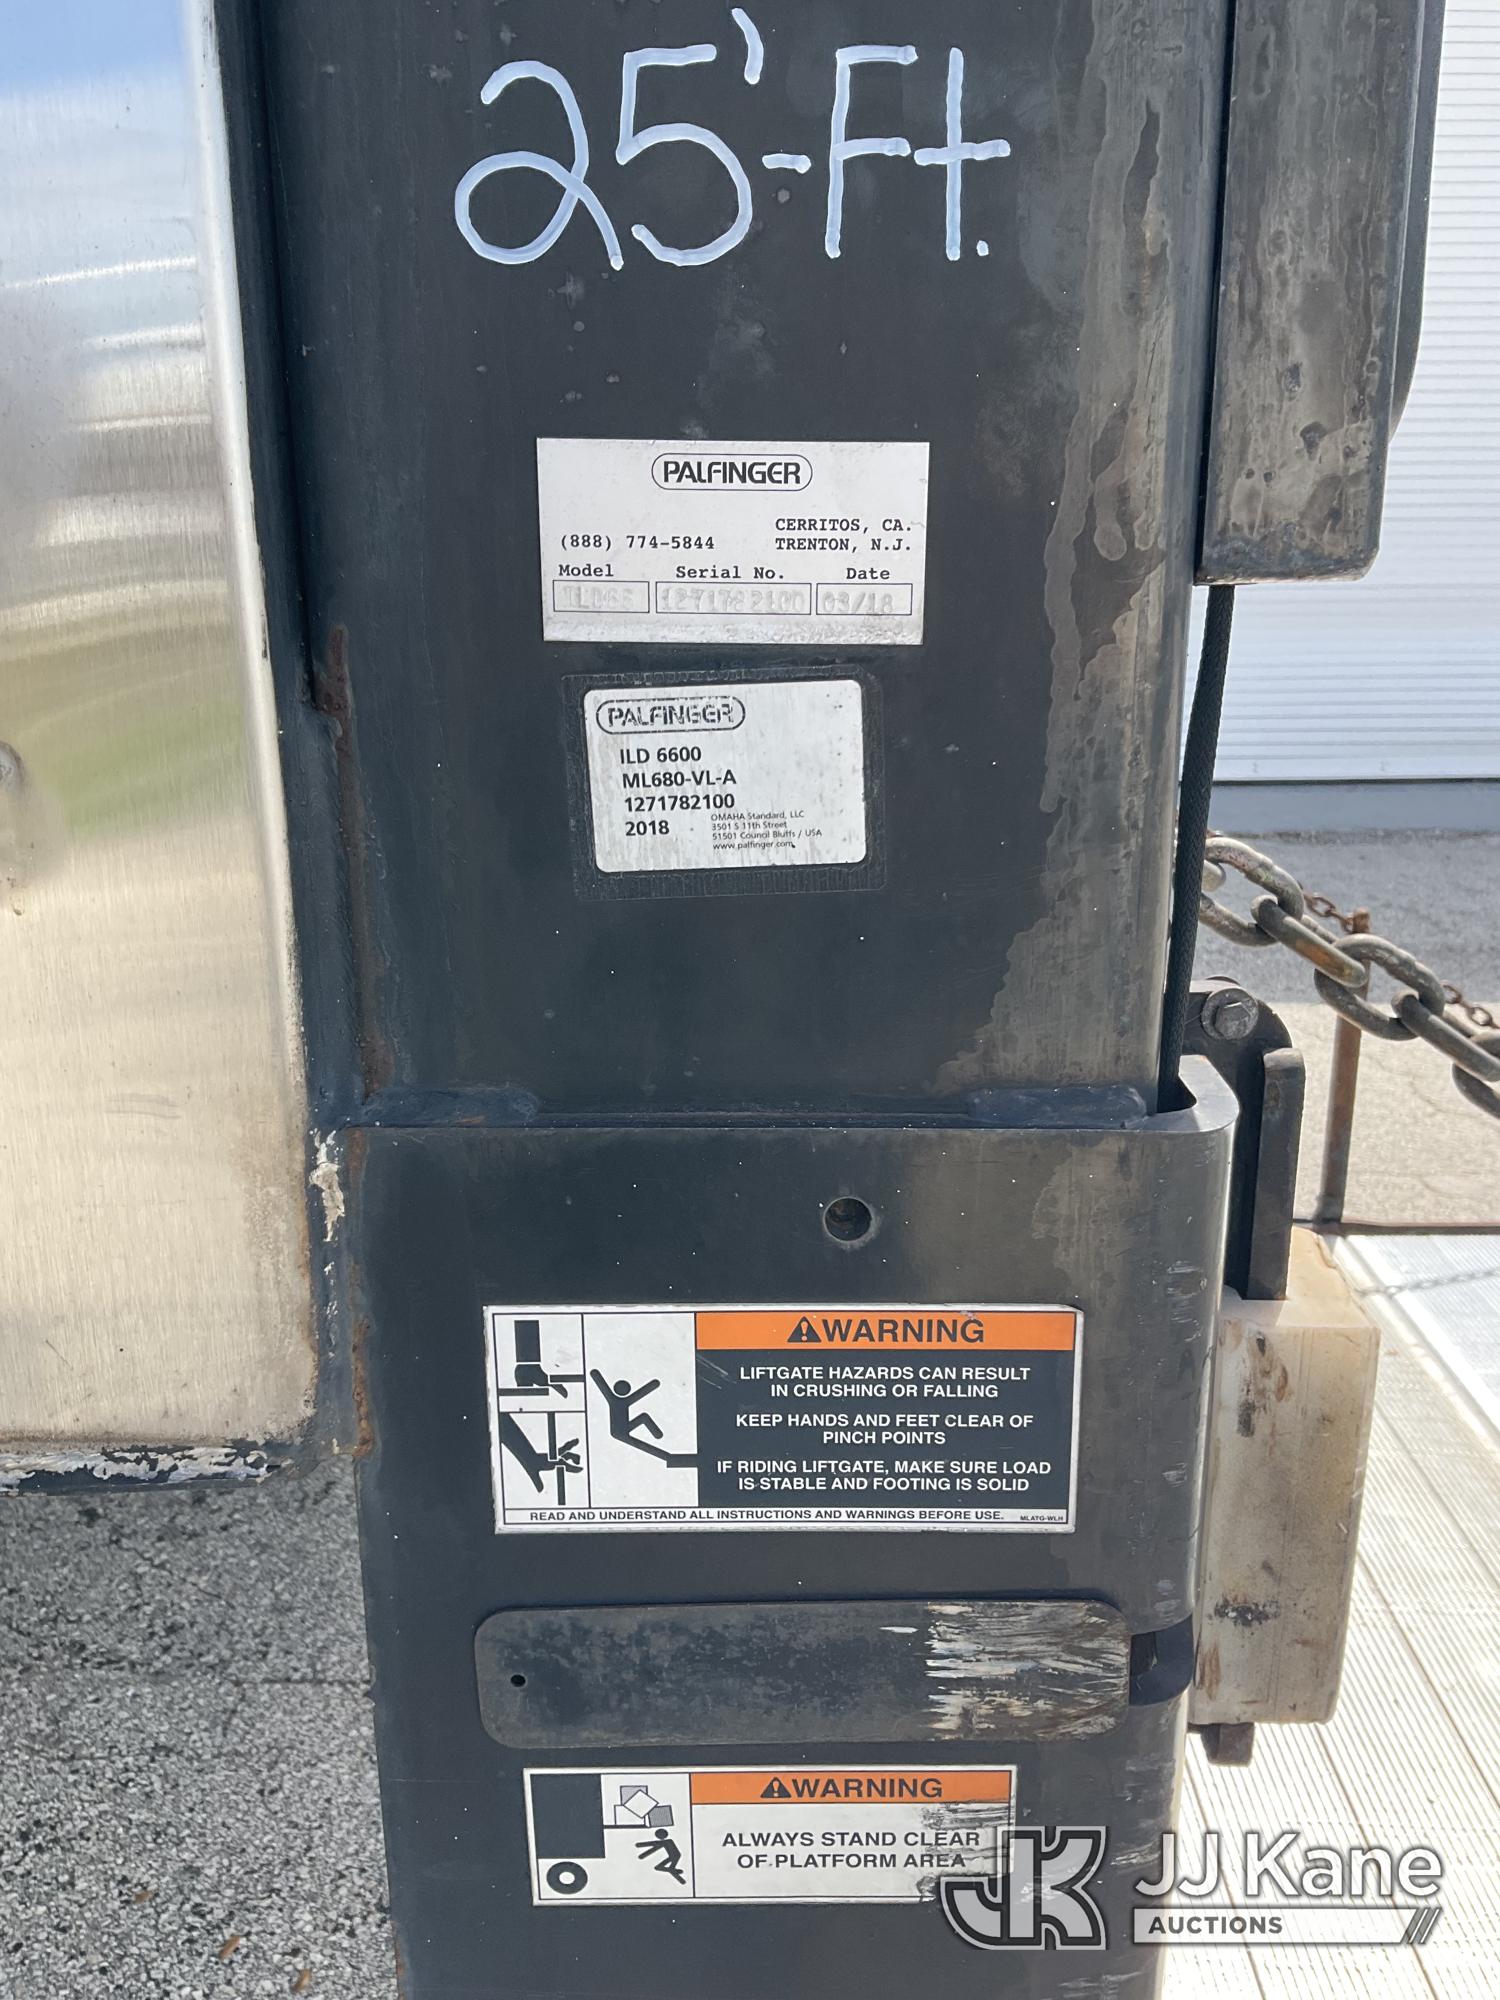 25'-Ft.
PALFINGER
CERRITOS, CA.
(888) 774-5844 TRENTON, N.J.
Model Serial No. Date
1271782100 03/18
PALFINGER
ILD 6600
ML680-VL-A
1271782100
2018
OMAHA Standard, LLC
3501 S 11th Street
51501 Council Bluffs / USA
www.palfinger.com
WARNING
LIFTGATE HAZARDS CAN RESULT
IN CRUSHING OR FALLING
KEEP HANDS AND FEET CLEAR OF
PINCH POINTS
IF RIDING LIFTGATE, MAKE SURE LOAD
IS STABLE AND FOOTING IS SOLID
READ AND UNDERSTAND ALL INSTRUCTIONS AND WARNINGS BEFORE USE. MLATG-WLH
WARNING
ALWAYS STAND CLEAR
OF PLATFORM AREA
JK JJ Kane
AUCTIONS